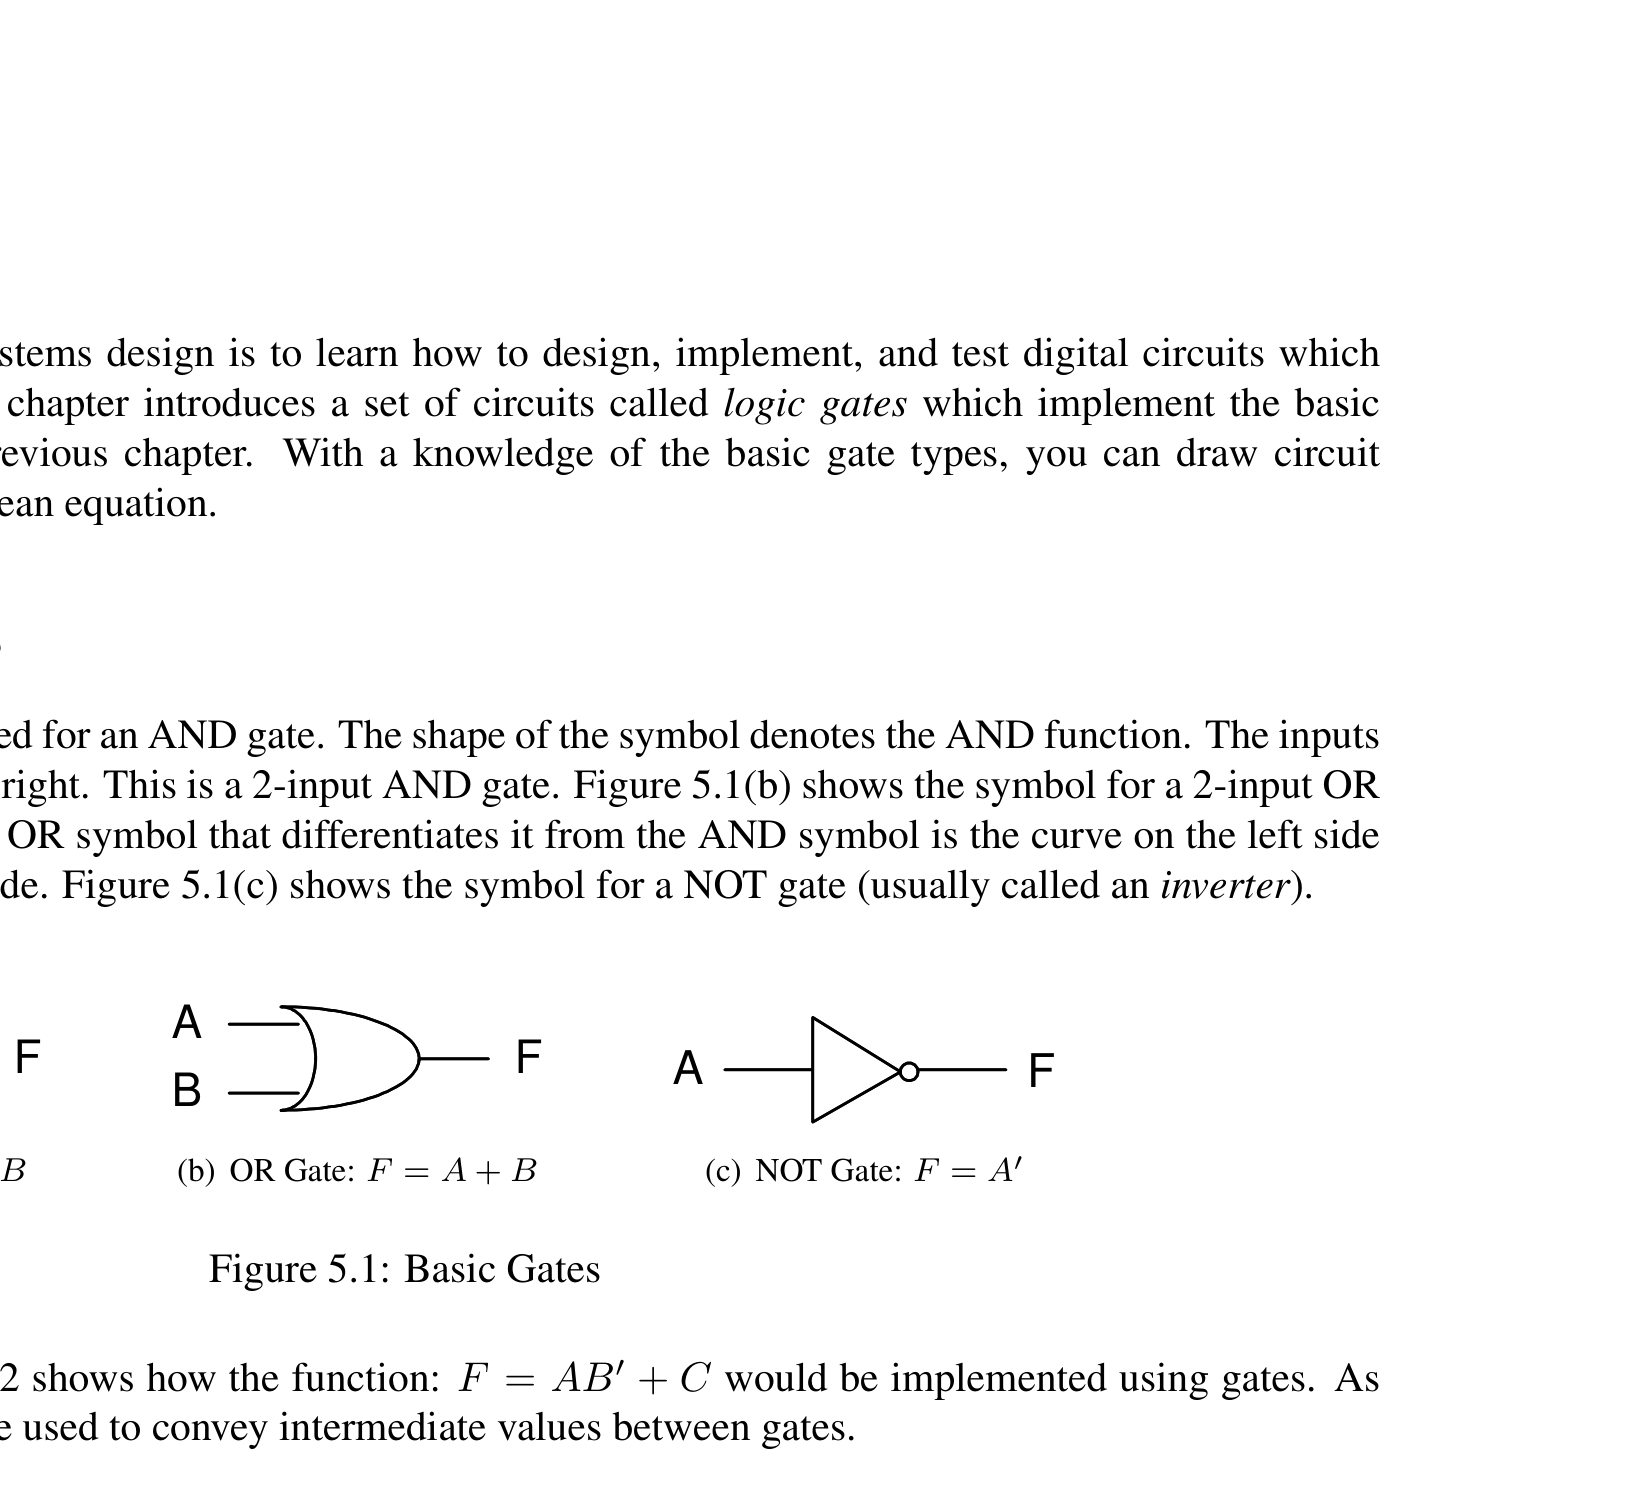 stems design is to learn how to design, implement, and test digital circuits which
chapter introduces a set of circuits called logic gates which implement the basic
revious chapter. With a knowledge of the basic gate types, you can draw circuit
ean equation.
ed for an AND gate. The shape of the symbol denotes the AND function. The inputs
right. This is a 2-input AND gate. Figure 5.1(b) shows the symbol for a 2-input OR
OR symbol that differentiates it from the AND symbol is the curve on the left side
de. Figure 5.1(c) shows the symbol for a NOT gate (usually called an inverter).
F
A
B
F
A
F
B
(b) OR Gate: F = A + B
(c) NOT Gate: F = A′
Figure 5.1: Basic Gates
2 shows how the function: F = AB′ + C would be implemented using gates. As
e used to convey intermediate values between gates.